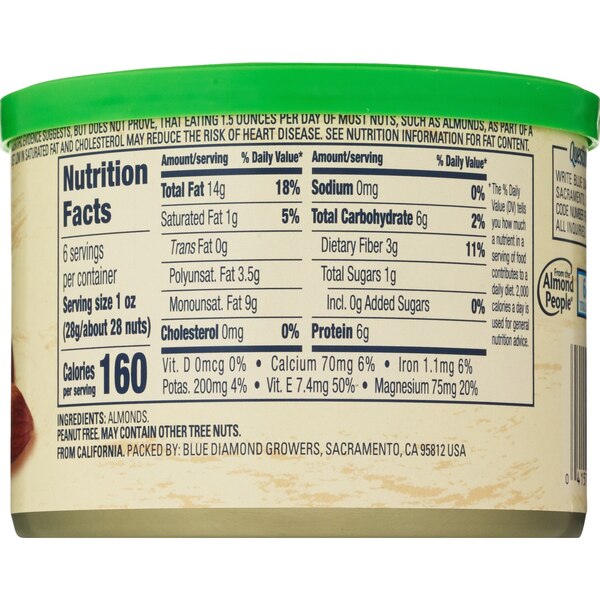 EVIDENCE SUGGESTS, BUT DOES NOT PROVE, THAT EATING 1.5 OUNCES PER DAY OF MOST NUTS, SUCH AS ALMONDS, AS PART OF A
LOW IN SATURATED FAT AND CHOLESTEROL MAY REDUCE THE RISK OF HEART DISEASE. SEE NUTRITION INFORMATION FOR FAT CONTENT.
Nutrition
Facts
6 servings
per container
Serving size 1 oz
(28g/about 28 nuts)
Calories
per serving 160
Amount/serving % Daily Value*
Total Fat 14g 18%
Saturated Fat 1g 5%
Trans Fat 0g
Polyunsat. Fat 3.5g
Monounsat. Fat 9g
Cholesterol 0mg 0%
Amount/serving % Daily Value*
Sodium 0mg 0%
Total Carbohydrate 6g 2%
Dietary Fiber 3g 11%
Total Sugars 1g
Incl. 0g Added Sugars 0%
Protein 6g
Vit. D 0mcg 0% • Calcium 70mg 6% • Iron 1.1mg 6%
Potas. 200mg 4% • Vit. E 7.4mg 50% • Magnesium 75mg 20%
*The % Daily
Value (DV) tells
you how much
a nutrient in a
serving of food
contributes to a
daily diet. 2,000
calories a day is
used for general
nutrition advice.
INGREDIENTS: ALMONDS.
PEANUT FREE. MAY CONTAIN OTHER TREE NUTS.
FROM CALIFORNIA. PACKED BY: BLUE DIAMOND GROWERS, SACRAMENTO, CA 95812 USA
WRITE BLUE
SACRAMENTO
CODE NUMBER
ALL INQUIRIES
From the
Almond
People®
0